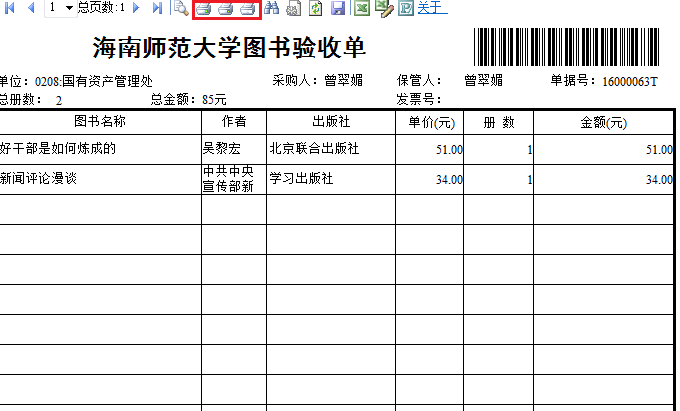 1 总页数:1 关于
海南师范大学图书验收单
单位: 0208:国有资产管理处 采购人: 曾翠媚 保管人: 曾翠媚 单据号: 16000063T
总册数: 2 总金额: 85元 发票号:
图书名称 作者 出版社 单价(元) 册 数 金额(元)
好干部是如何炼成的 吴黎宏 北京联合出版社 51.00 1 51.00
新闻评论漫谈 中共中央 学习出版社 34.00 1 34.00
宣传部新